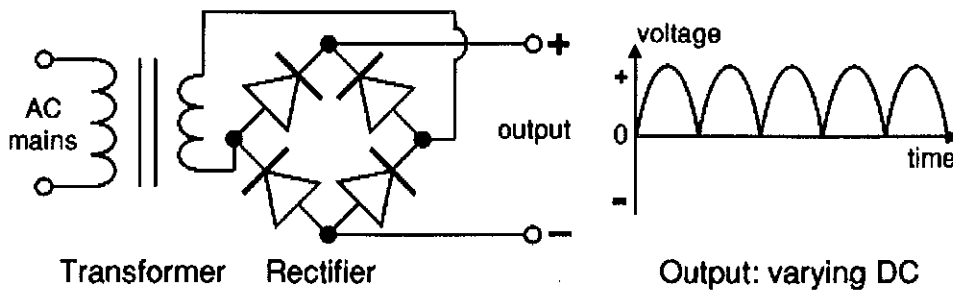 AC
mains
+
output
−
voltage
+
0
time
−
Transformer
Rectifier
Output: varying DC